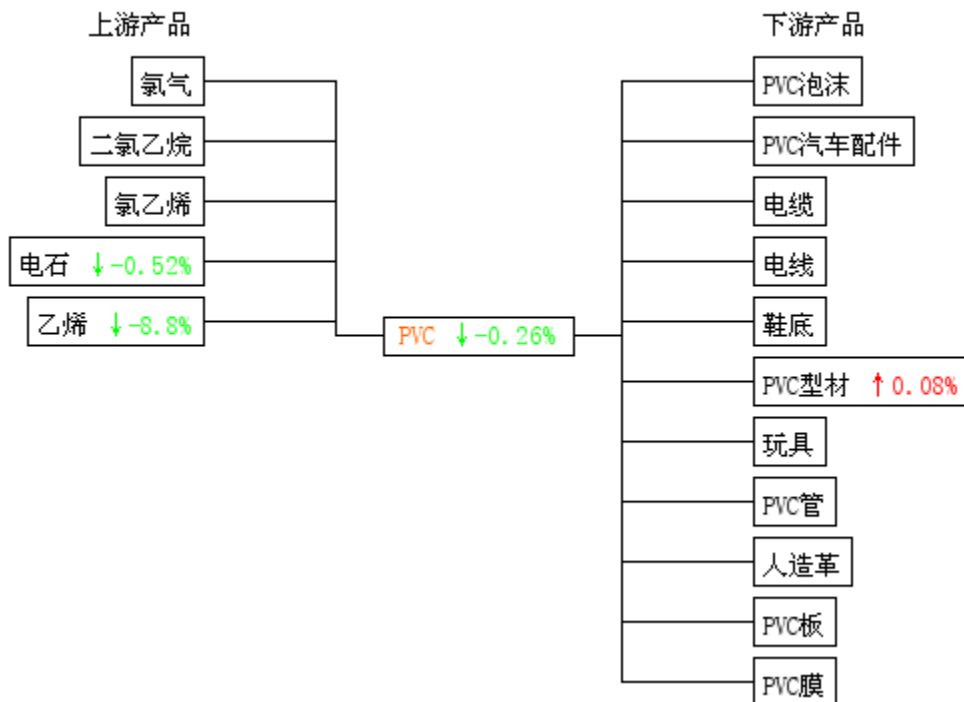 上游产品
氯气
二氯乙烷
氯乙烯
电石 ↓-0.52%
乙烯 ↓-8.8%
PVC ↓-0.26%
下游产品
PVC泡沫
PVC汽车配件
电缆
电线
鞋底
PVC型材 ↑0.08%
玩具
PVC管
人造革
PVC板
PVC膜